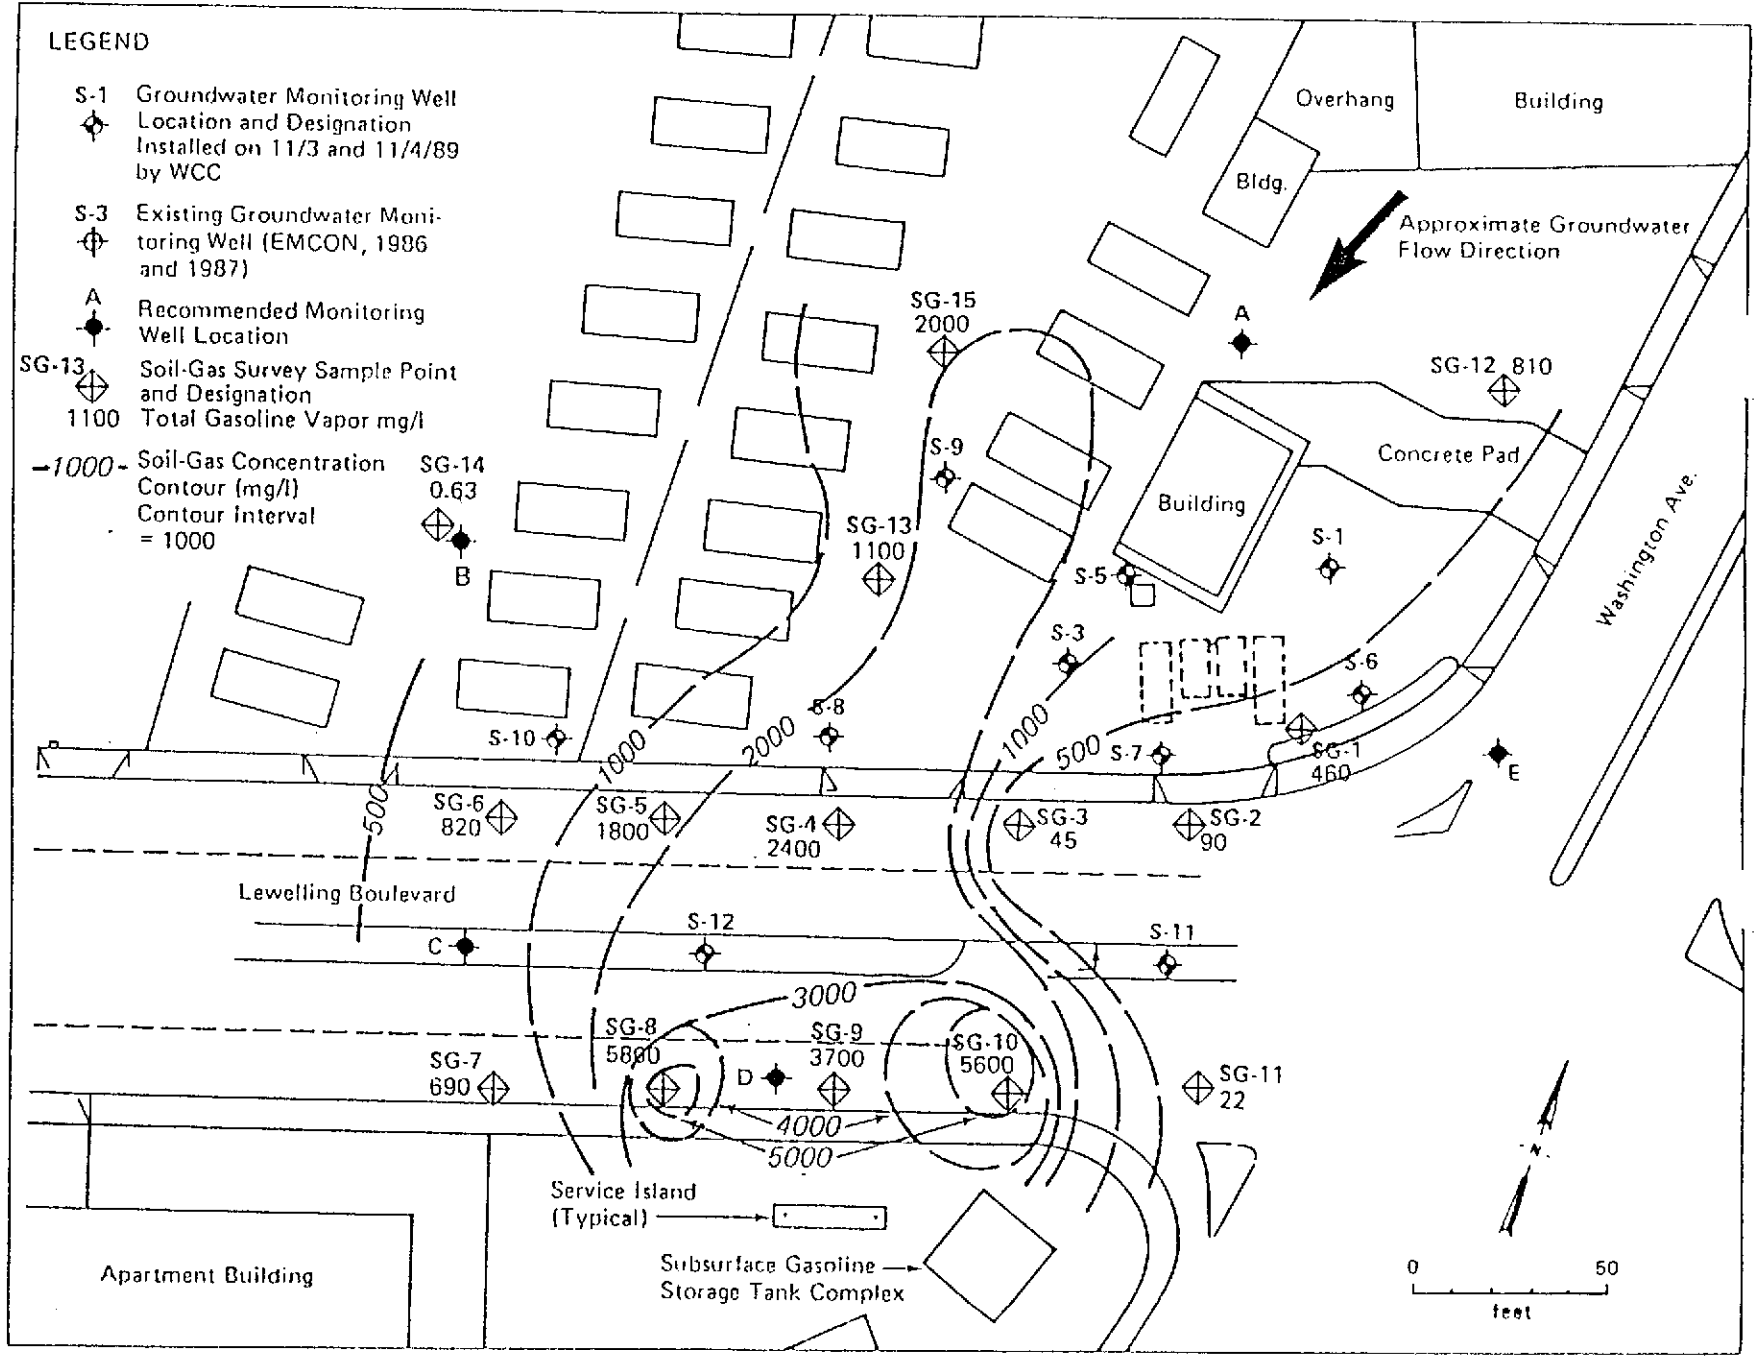 LEGEND
S-1 Groundwater Monitoring Well
Location and Designation
Installed on 11/3 and 11/4/89
by WCC
S-3 Existing Groundwater Moni-
toring Well (EMCON, 1986
and 1987)
A
Recommended Monitoring
Well Location
SG-13 Soil-Gas Survey Sample Point
and Designation
1100 Total Gasoline Vapor mg/l
-1000- Soil-Gas Concentration
Contour (mg/l)
Contour Interval
= 1000
Overhang
Building
Bldg.
Approximate Groundwater
Flow Direction
SG-15
2000
A
SG-12 810
SG-14
0.63
B
S-9
Concrete Pad
Building
SG-13
1100
S-1
S-5
Washington Ave.
S-3
S-6
S-8
S-10
1000
2000
1000
500
S-7
SG-1
460
E
500
SG-6
820
SG-5
1800
SG-4
2400
SG-3
45
SG-2
90
Lewelling Boulevard
C
S-12
S-11
3000
SG-8
5800
SG-9
3700
SG-10
5600
SG-7
690
D
SG-11
22
4000
5000
N
Service Island
(Typical)
Subsurface Gasoline
Storage Tank Complex
Apartment Building
0 50
feet